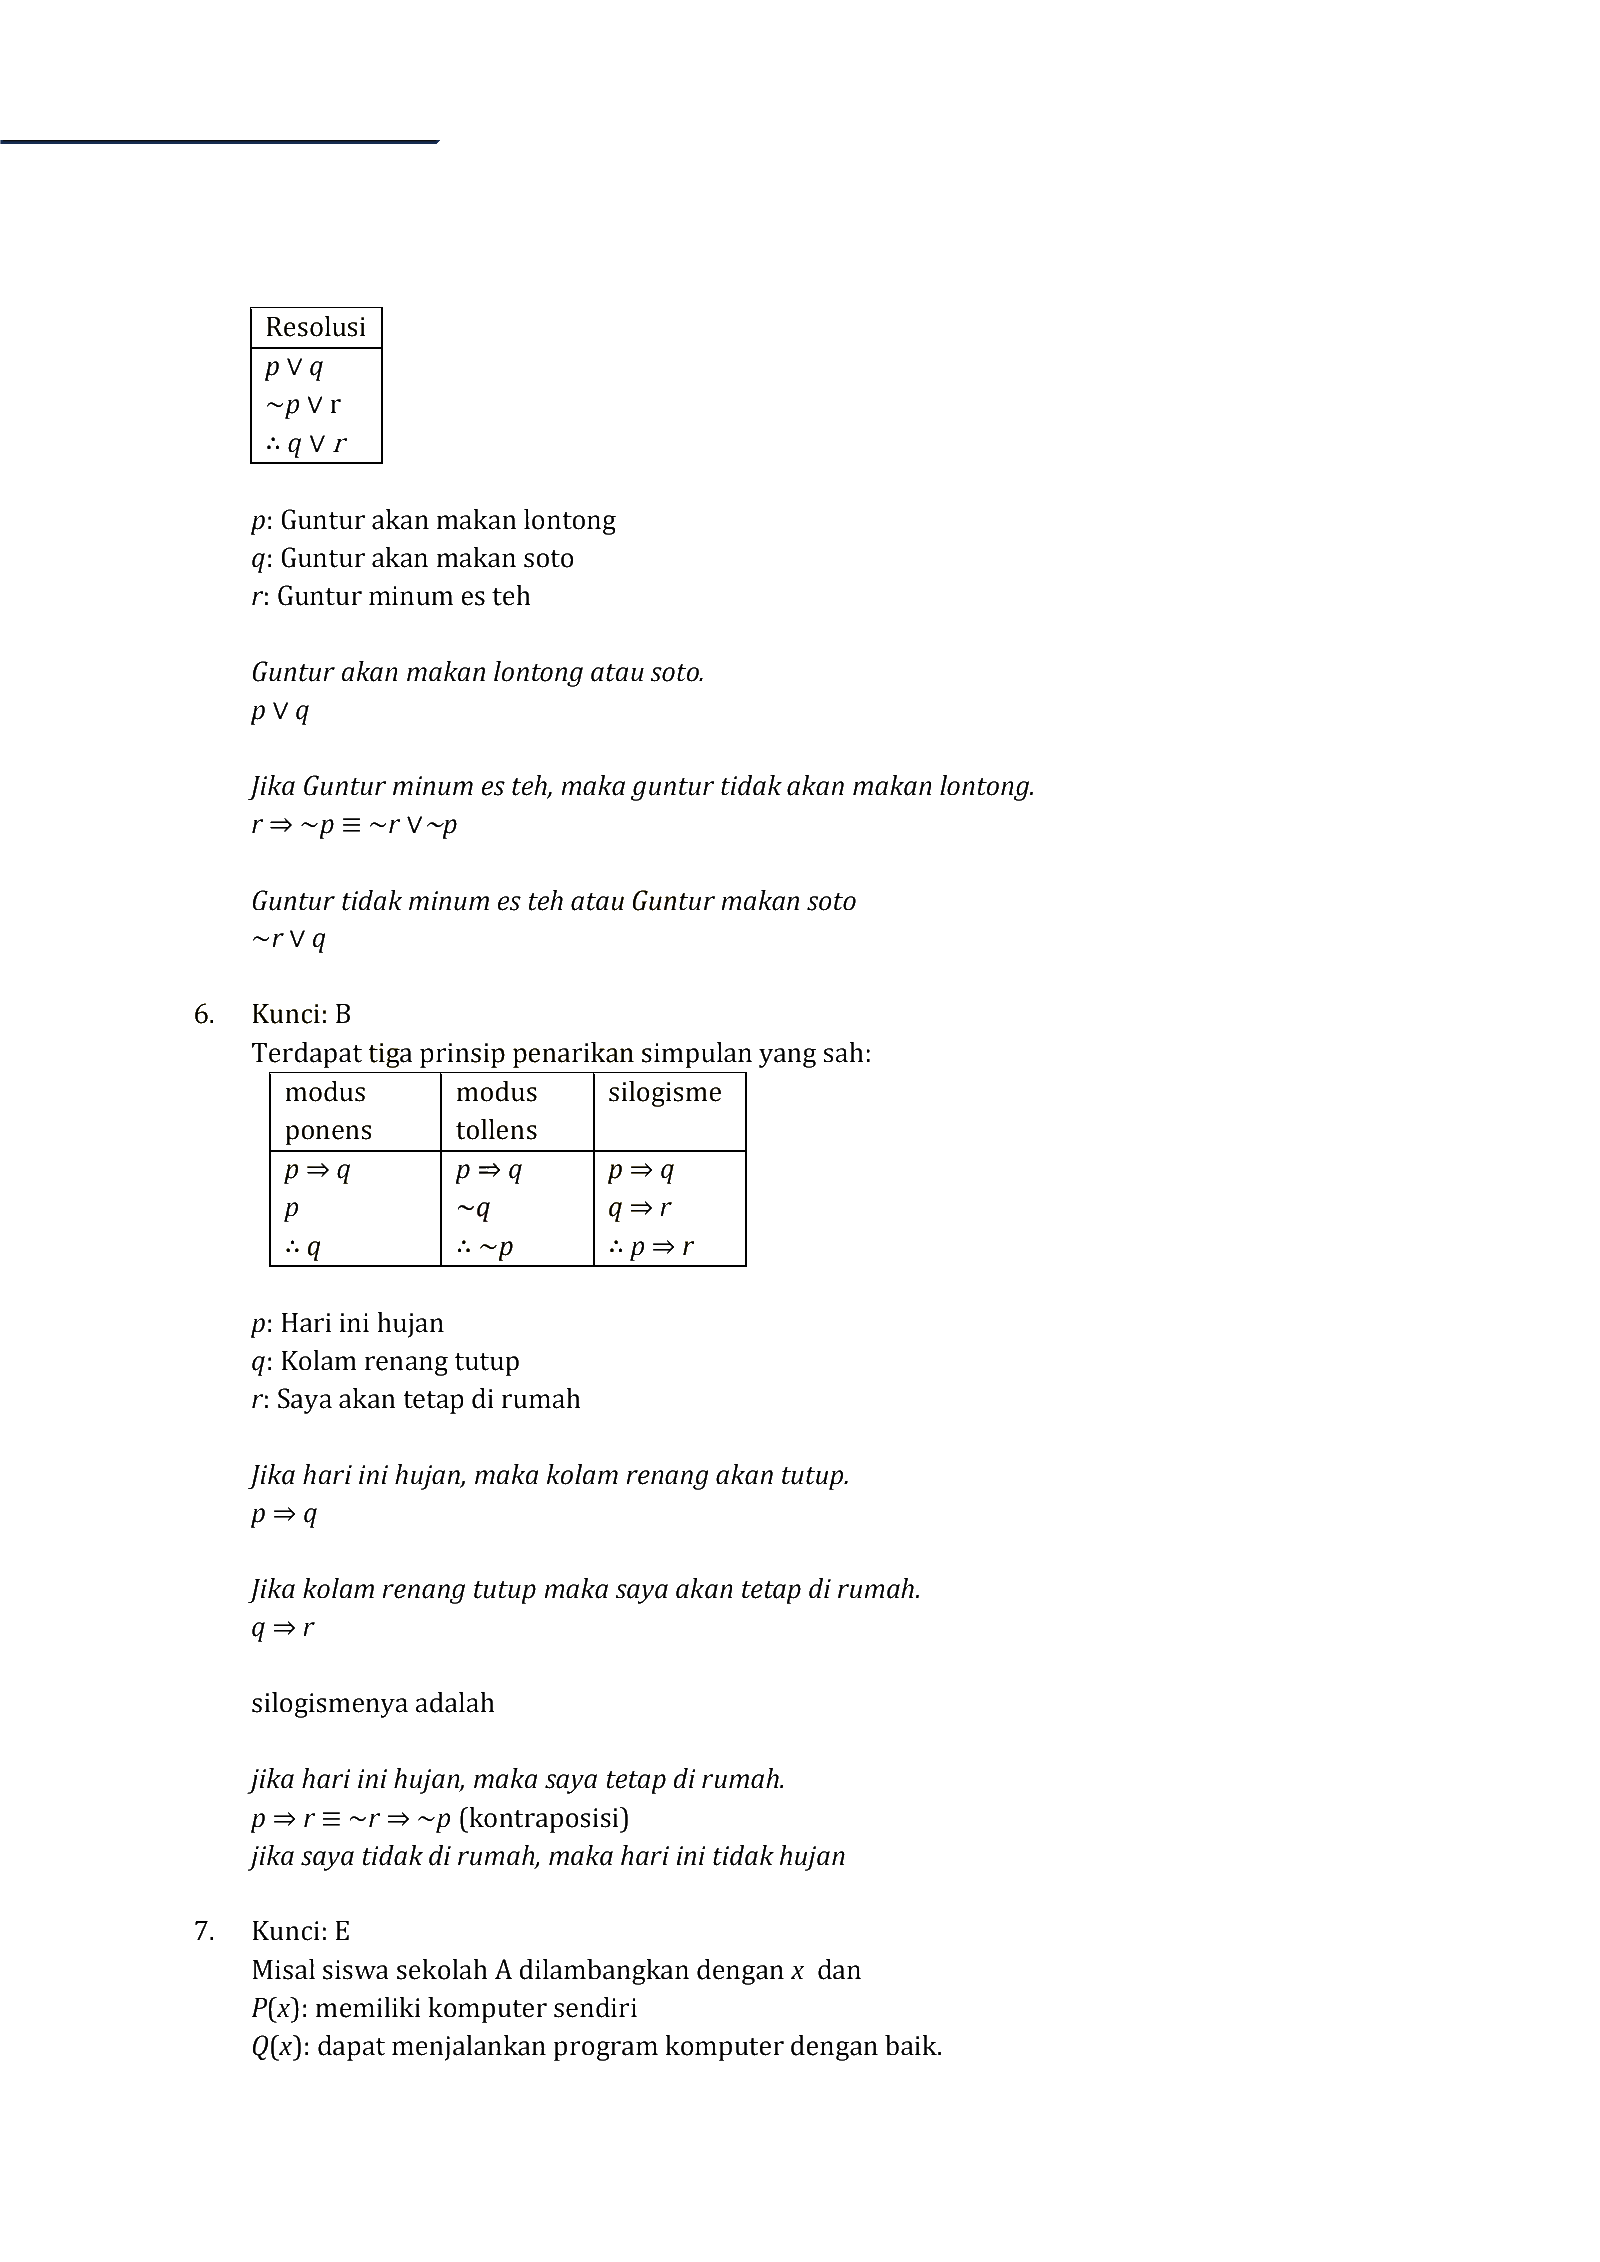 Resolusi
p ∨ q
~p ∨ r
∴ q ∨ r
p: Guntur akan makan lontong
q: Guntur akan makan soto
r: Guntur minum es teh
Guntur akan makan lontong atau soto.
p ∨ q
Jika Guntur minum es teh, maka guntur tidak akan makan lontong.
r ⇒ ~p ≡ ~r ∨ ~p
Guntur tidak minum es teh atau Guntur makan soto
~r ∨ q
6. Kunci: B
Terdapat tiga prinsip penarikan simpulan yang sah:
modus modus silogisme
ponens tollens
p ⇒ q p ⇒ q p ⇒ q
p ~q q ⇒ r
∴ q ∴ ~p ∴ p ⇒ r
p: Hari ini hujan
q: Kolam renang tutup
r: Saya akan tetap di rumah
Jika hari ini hujan, maka kolam renang akan tutup.
p ⇒ q
Jika kolam renang tutup maka saya akan tetap di rumah.
q ⇒ r
silogismenya adalah
jika hari ini hujan, maka saya tetap di rumah.
p ⇒ r ≡ ~r ⇒ ~p (kontraposisi)
jika saya tidak di rumah, maka hari ini tidak hujan
7. Kunci: E
Misal siswa sekolah A dilambangkan dengan x dan
P(x): memiliki komputer sendiri
Q(x): dapat menjalankan program komputer dengan baik.